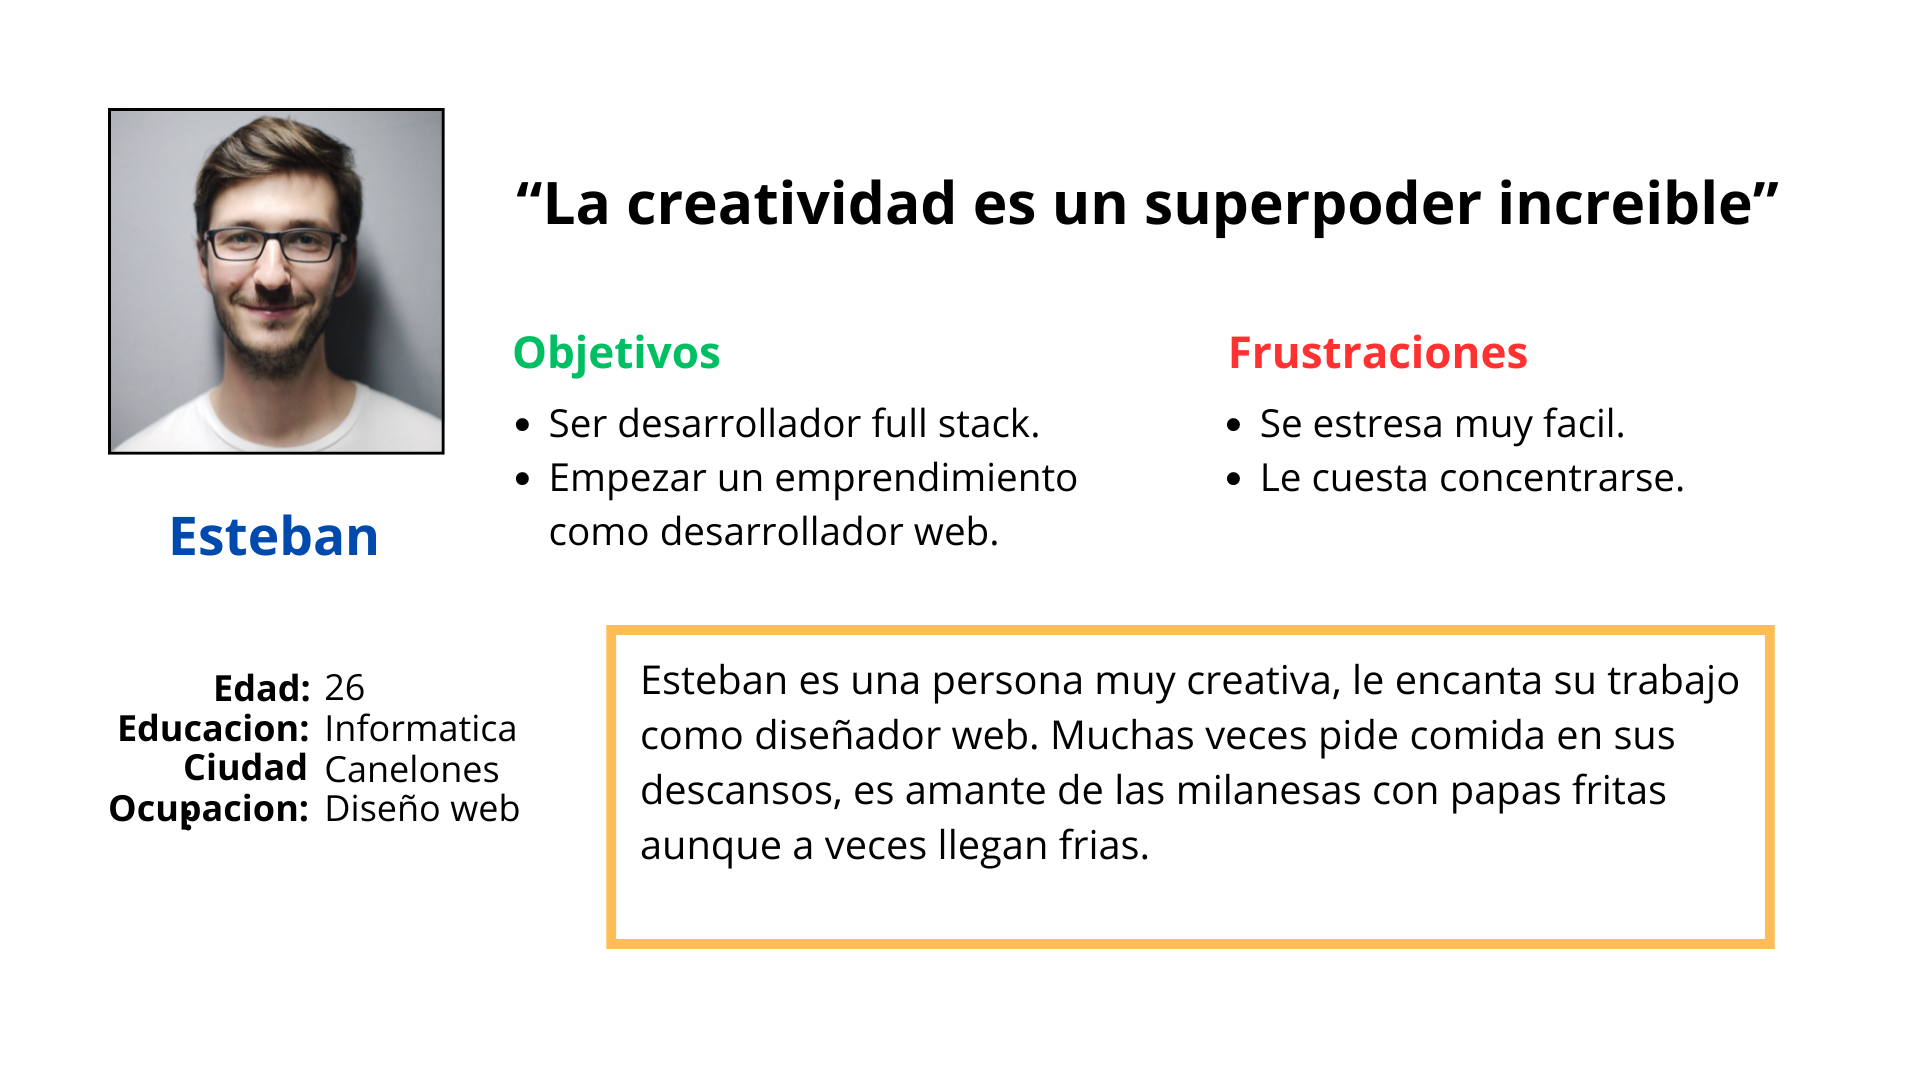 “La creatividad es un superpoder increible”
Objetivos
• Ser desarrollador full stack.
• Empezar un emprendimiento
como desarrollador web.
Frustraciones
• Se estresa muy facil.
• Le cuesta concentrarse.
Esteban
Edad: 26
Educacion: Informatica
Ciudad : Canelones
Ocupacion: Diseño web
Esteban es una persona muy creativa, le encanta su trabajo
como diseñador web. Muchas veces pide comida en sus
descansos, es amante de las milanesas con papas fritas
aunque a veces llegan frias.